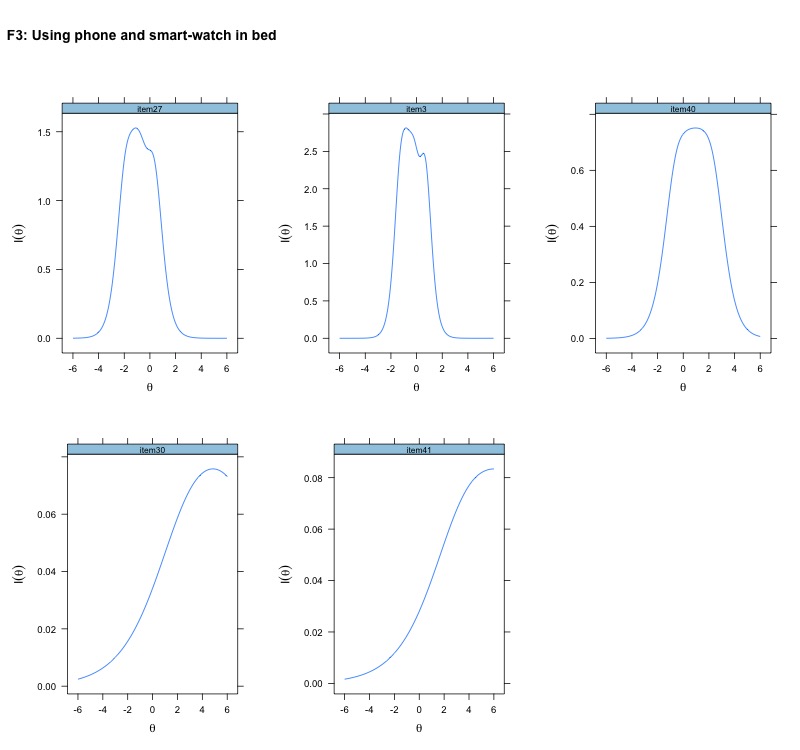 F3: Using phone and smart-watch in bed
item27 item3 item40
1.5
1.0
0.5
0.0
I(θ)
-6 -4 -2 0 2 4 6
θ
2.5
2.0
1.5
1.0
0.5
0.0
I(θ)
-6 -4 -2 0 2 4 6
θ
0.6
0.4
0.2
0.0
I(θ)
-6 -4 -2 0 2 4 6
θ
item30 item41
0.06
0.04
0.02
0.00
I(θ)
-6 -4 -2 0 2 4 6
θ
0.08
0.06
0.04
0.02
0.00
I(θ)
-6 -4 -2 0 2 4 6
θ